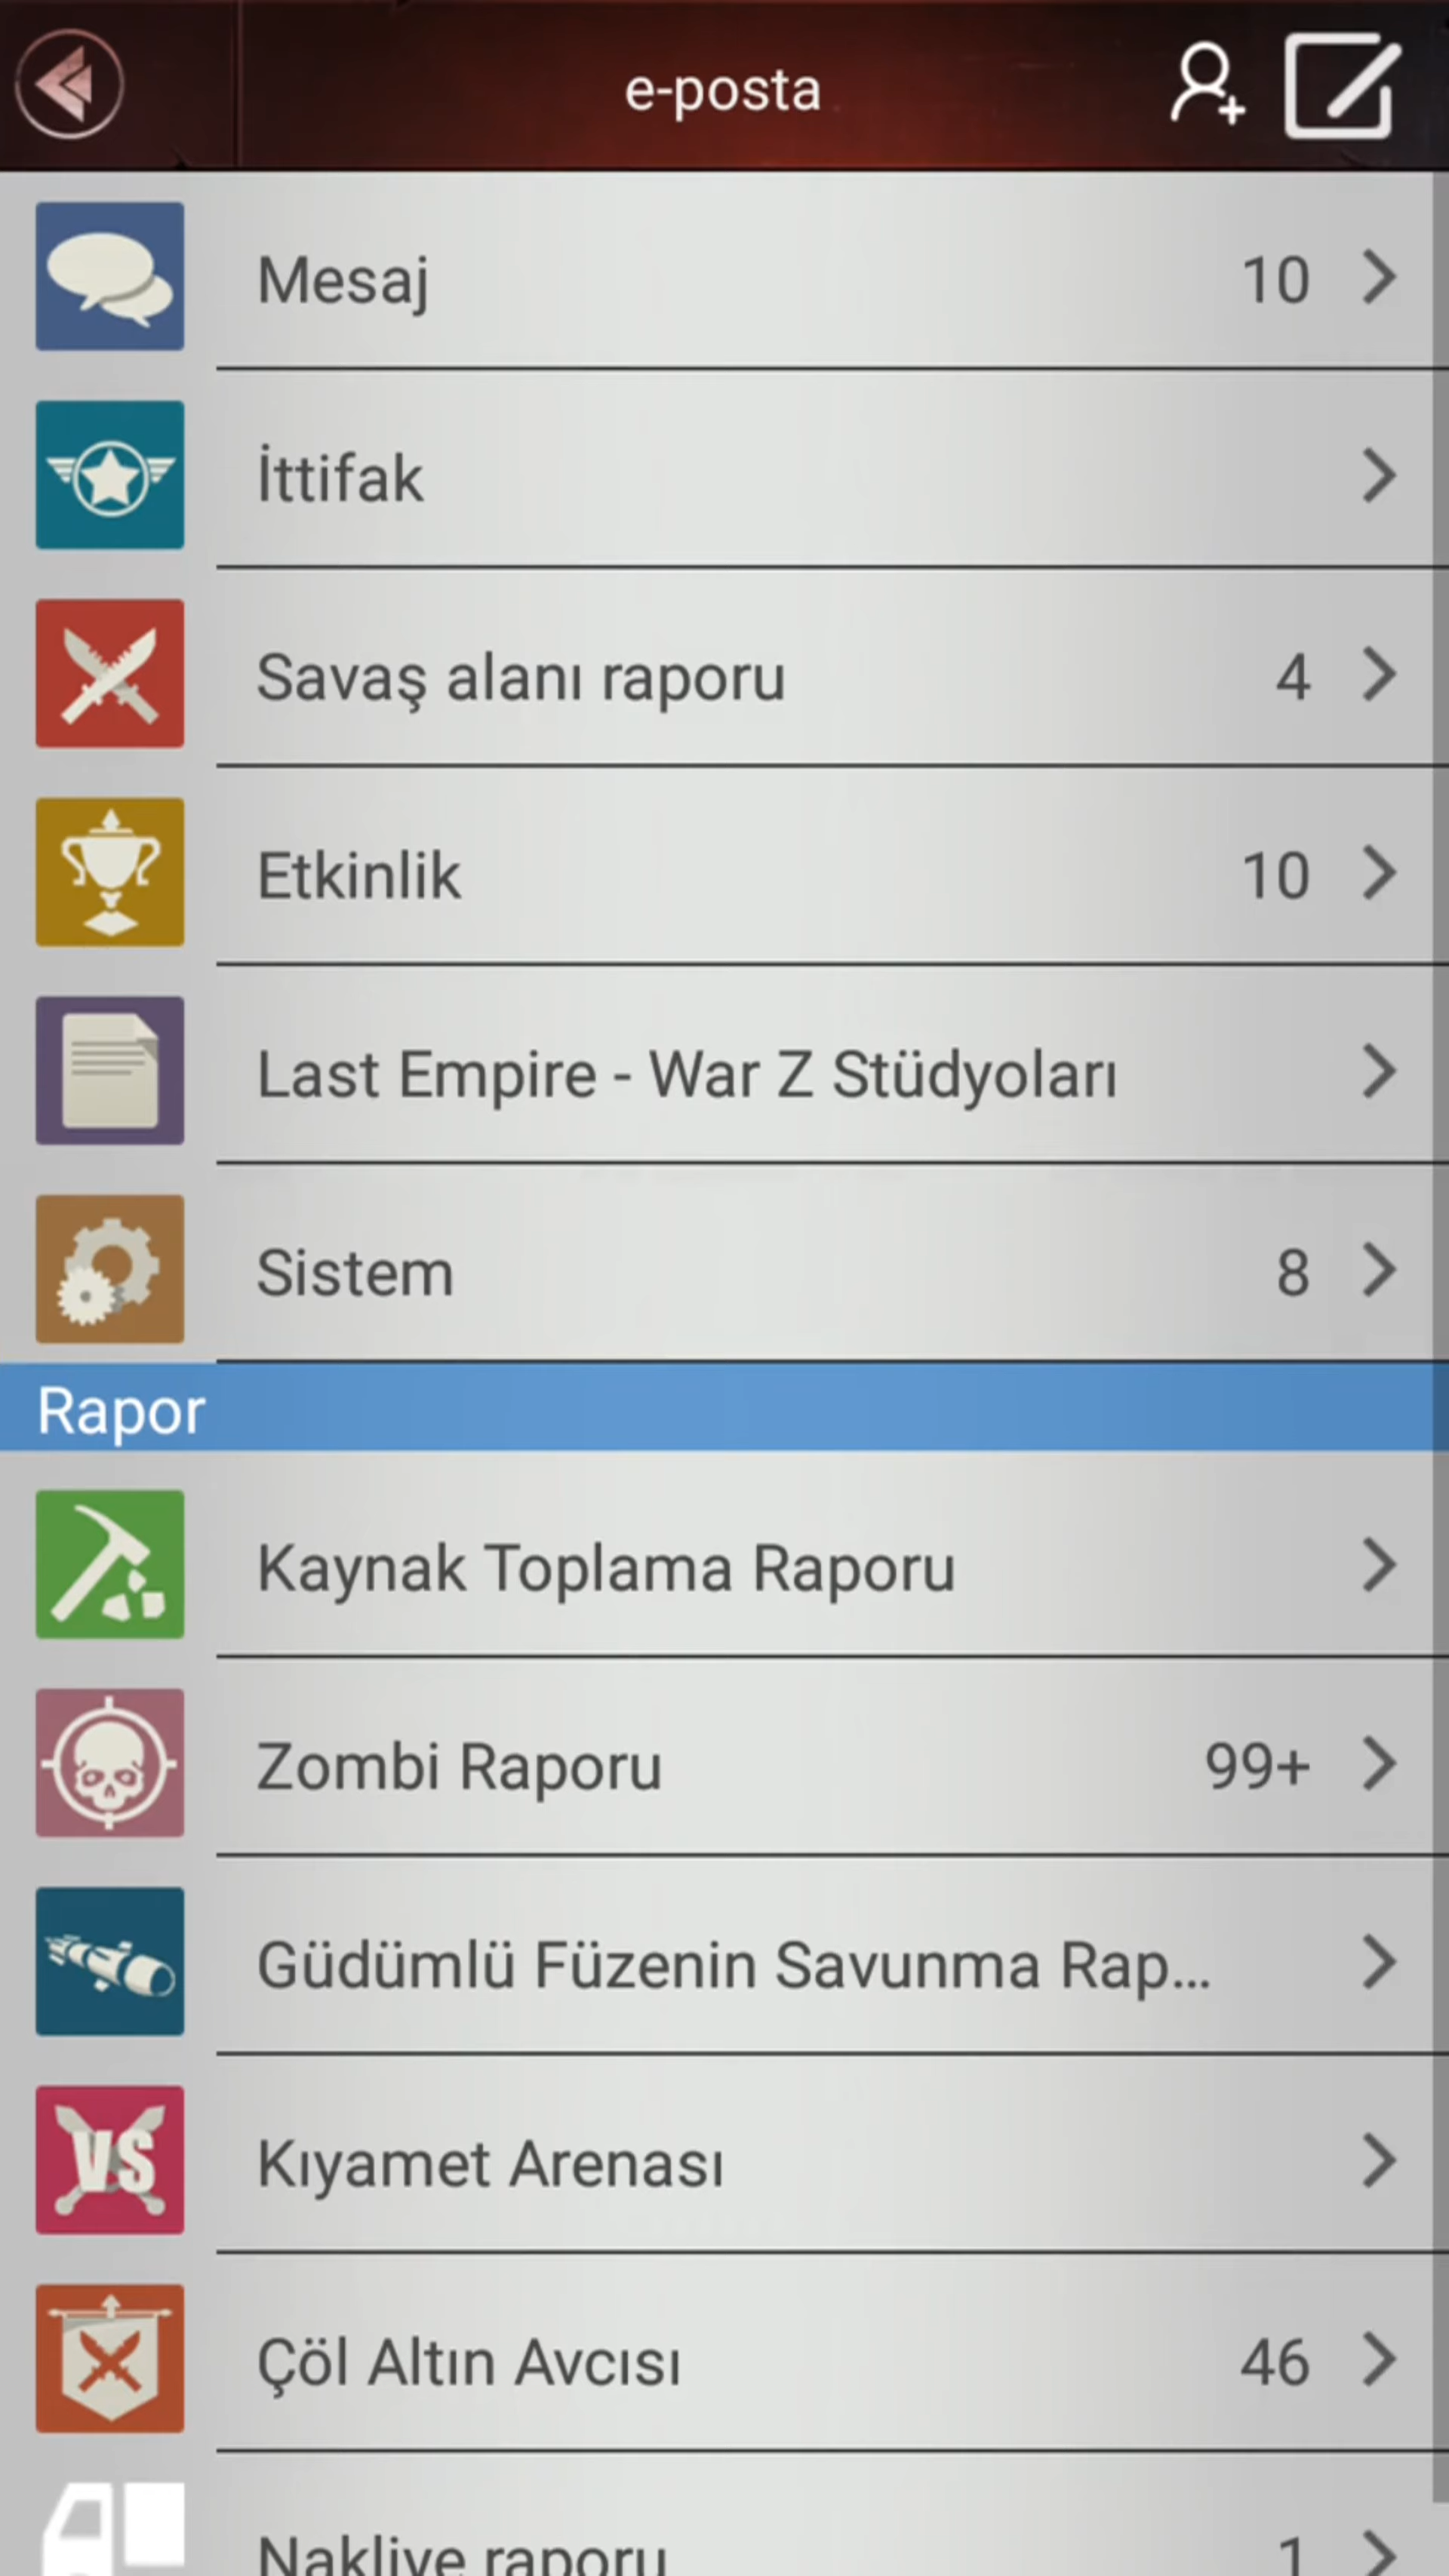 e-posta
Mesaj 10
İttifak
Savaş alanı raporu 4
Etkinlik 10
Last Empire - War Z Stüdyoları
Sistem 8
Rapor
Kaynak Toplama Raporu
Zombi Raporu 99+
Güdümlü Füzenin Savunma Rap...
VS
Kıyamet Arenası
Çöl Altın Avcısı 46
Nakliye raporu 1